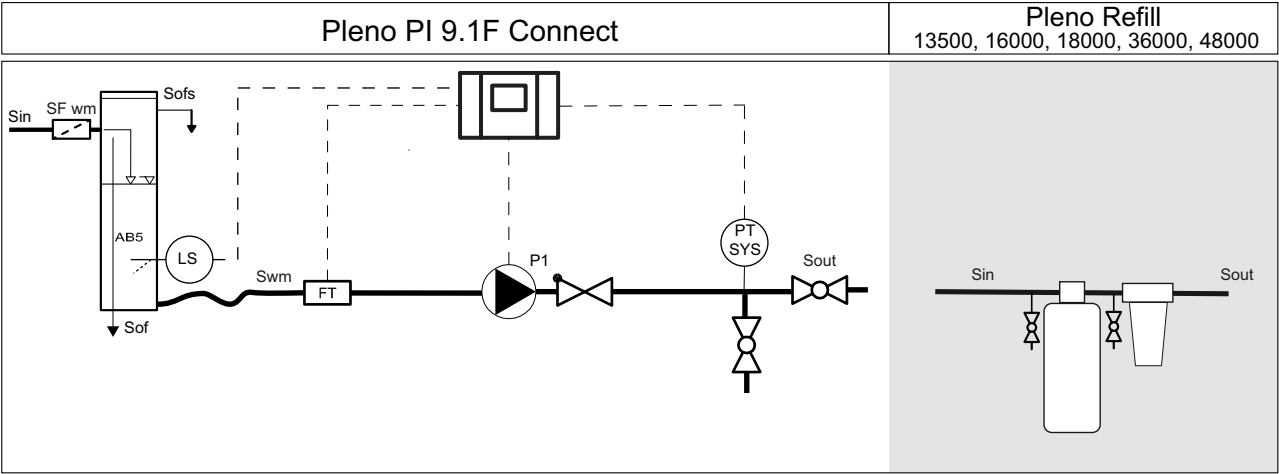 Pleno PI 9.1F Connect
Pleno Refill
13500, 16000, 18000, 36000, 48000
Sin
SF wm
Sofs
AB5
LS
Swm
FT
Sof
P1
PT
SYS
Sout
Sin
Sout